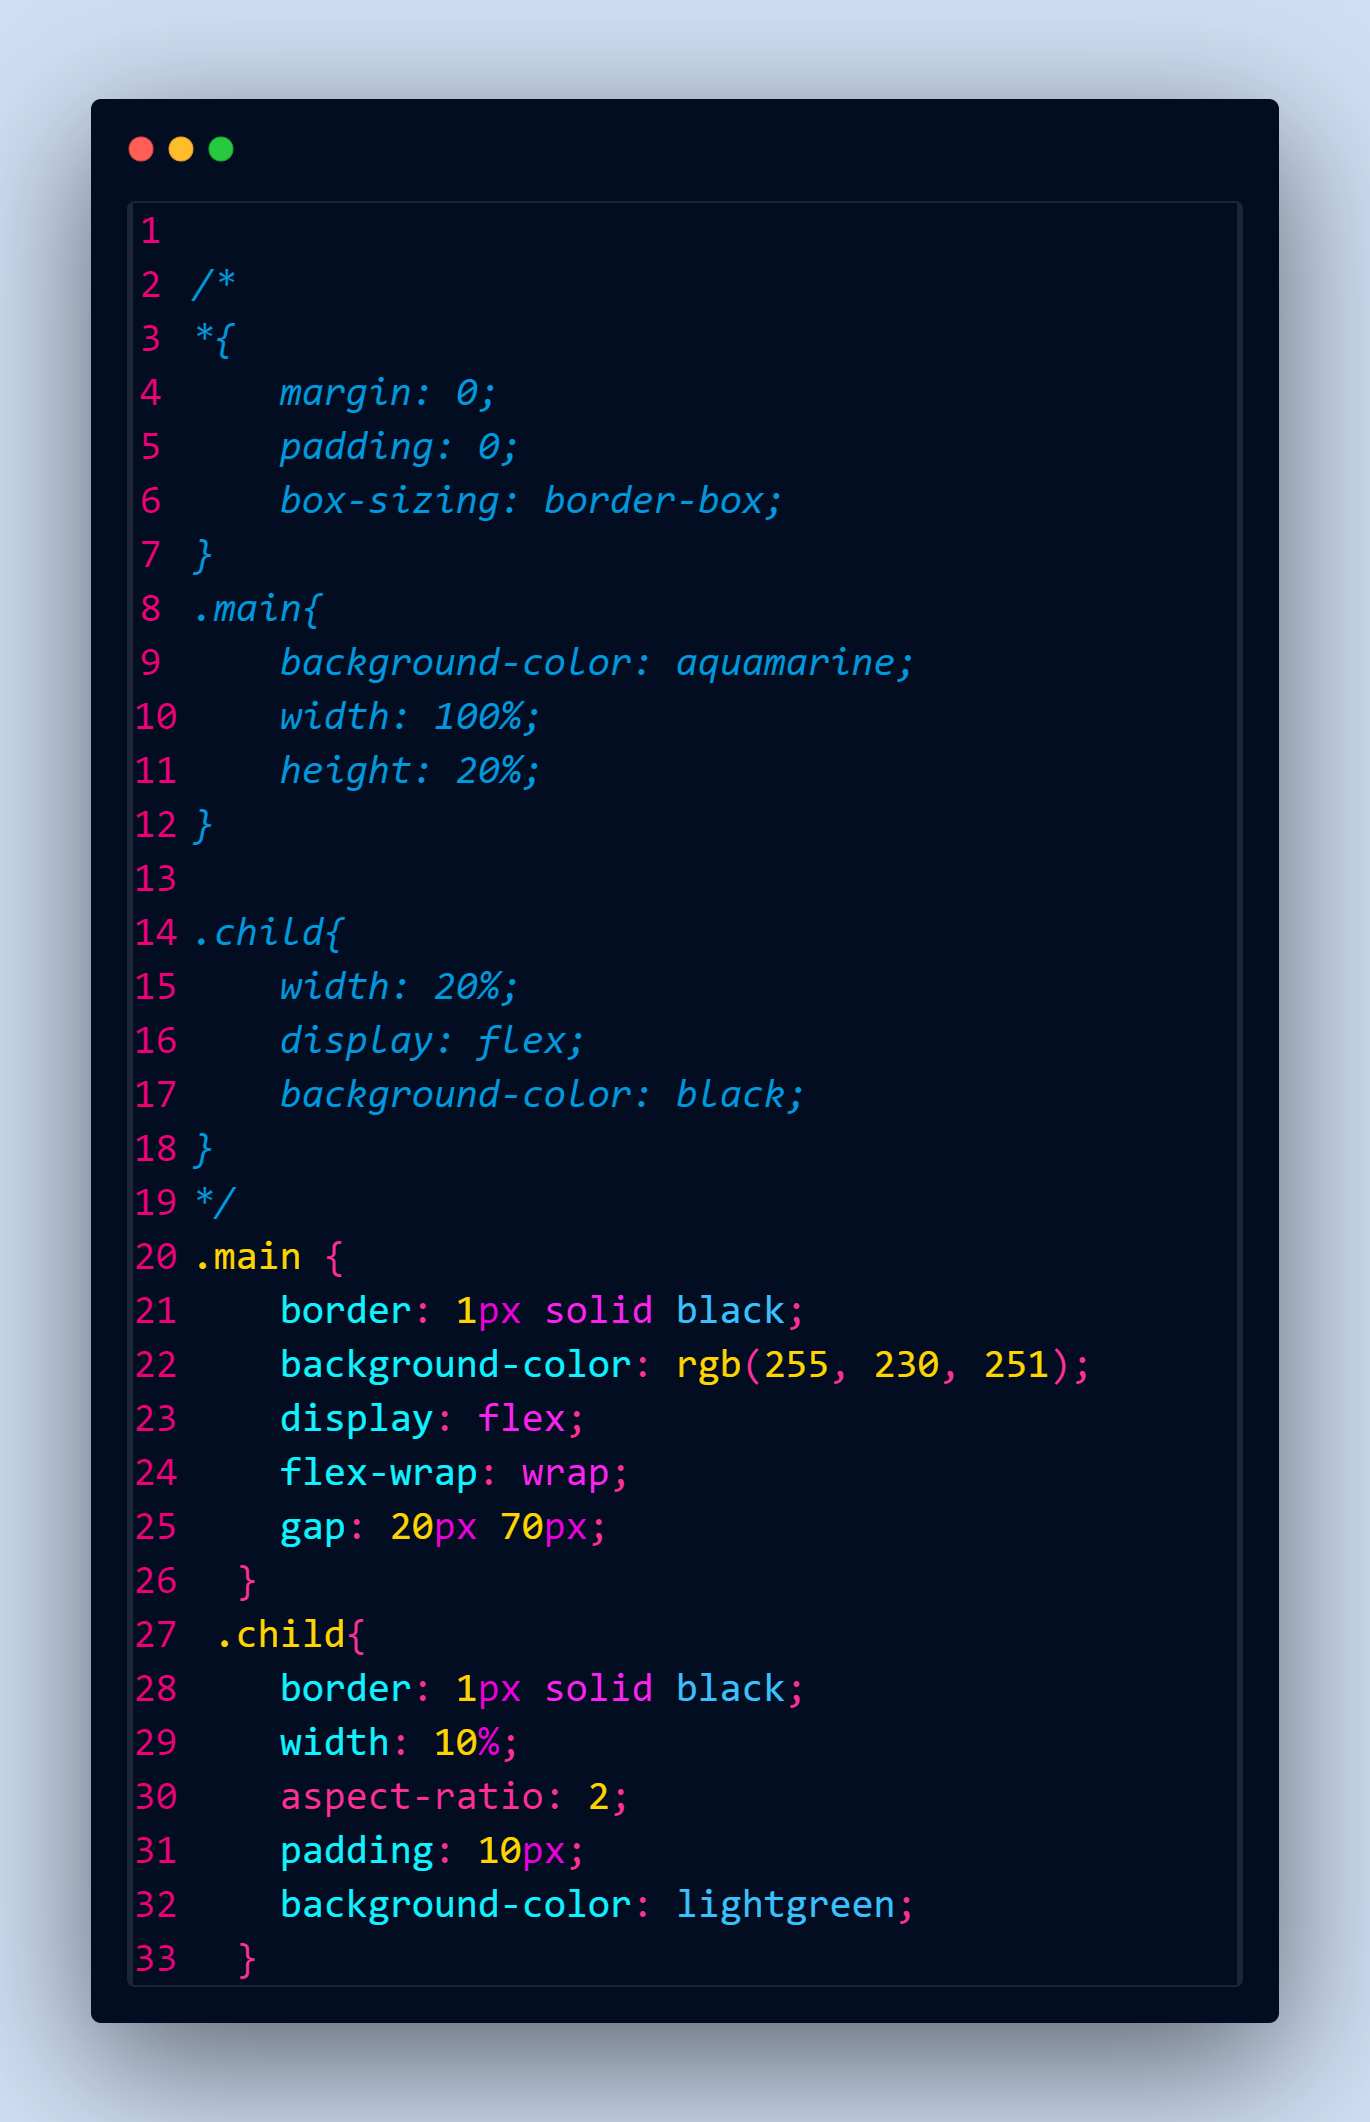 1
2 /*
3 *{
4     margin: 0;
5     padding: 0;
6     box-sizing: border-box;
7 }
8 .main{
9     background-color: aquamarine;
10     width: 100%;
11     height: 20%;
12 }
13
14 .child{
15     width: 20%;
16     display: flex;
17     background-color: black;
18 }
19 */
20 .main {
21     border: 1px solid black;
22     background-color: rgb(255, 230, 251);
23     display: flex;
24     flex-wrap: wrap;
25     gap: 20px 70px;
26   }
27  .child{
28     border: 1px solid black;
29     width: 10%;
30     aspect-ratio: 2;
31     padding: 10px;
32     background-color: lightgreen;
33   }